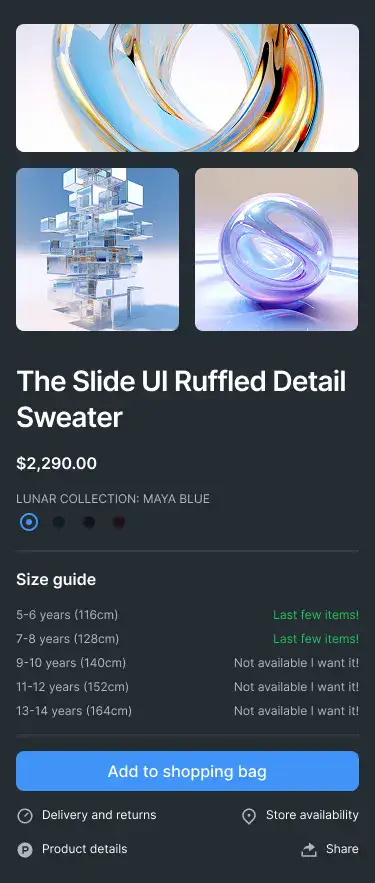 The Slide UI Ruffled Detail
Sweater
$2,290.00
LUNAR COLLECTION: MAYA BLUE
Size guide
5-6 years (116cm) Last few items!
7-8 years (128cm) Last few items!
9-10 years (140cm) Not available I want it!
11-12 years (152cm) Not available I want it!
13-14 years (164cm) Not available I want it!
Add to shopping bag
Delivery and returns Store availability
P Product details Share